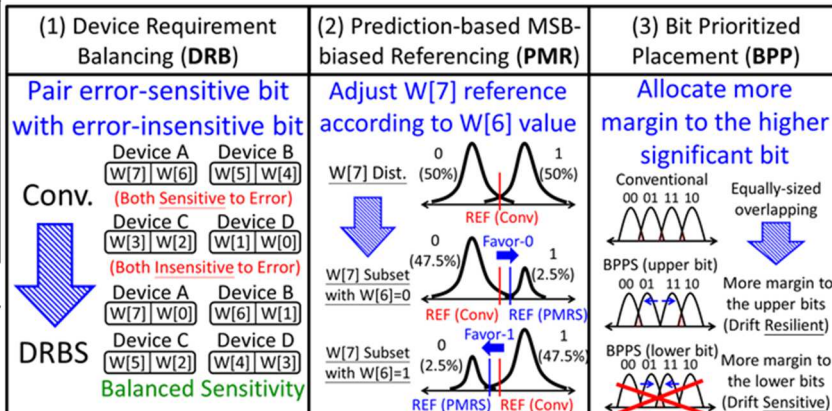 (1) Device Requirement
Balancing (DRB)
Pair error-sensitive bit
with error-insensitive bit
Conv.
Device A
Device B
W[7] W[6]
W[5] W[4]
(Both Sensitive to Error)
Device C
Device D
W[3] W[2]
W[1] W[0]
(Both Insensitive to Error)
DRBS
Device A
Device B
W[7] W[0]
W[6] W[1]
Device C
Device D
W[5] W[2]
W[4] W[3]
Balanced Sensitivity
(2) Prediction-based MSB-
biased Referencing (PMR)
Adjust W[7] reference
according to W[6] value
W[7] Dist.
0
(50%)
1
(50%)
REF (Conv)
W[7] Subset
with W[6]=0
0
(47.5%)
Favor-0
1
(2.5%)
REF (Conv)
REF (PMRS)
W[7] Subset
with W[6]=1
0
(2.5%)
Favor-1
1
(47.5%)
REF (PMRS)
REF (Conv)
(3) Bit Prioritized
Placement (BPP)
Allocate more
margin to the higher
significant bit
Conventional
00 01 11 10
Equally-sized
overlapping
BPPS (upper bit)
00 01 11 10
More margin to
the upper bits
(Drift Resilient)
BPPS (lower bit)
00 01 11 10
More margin to
the lower bits
(Drift Sensitive)